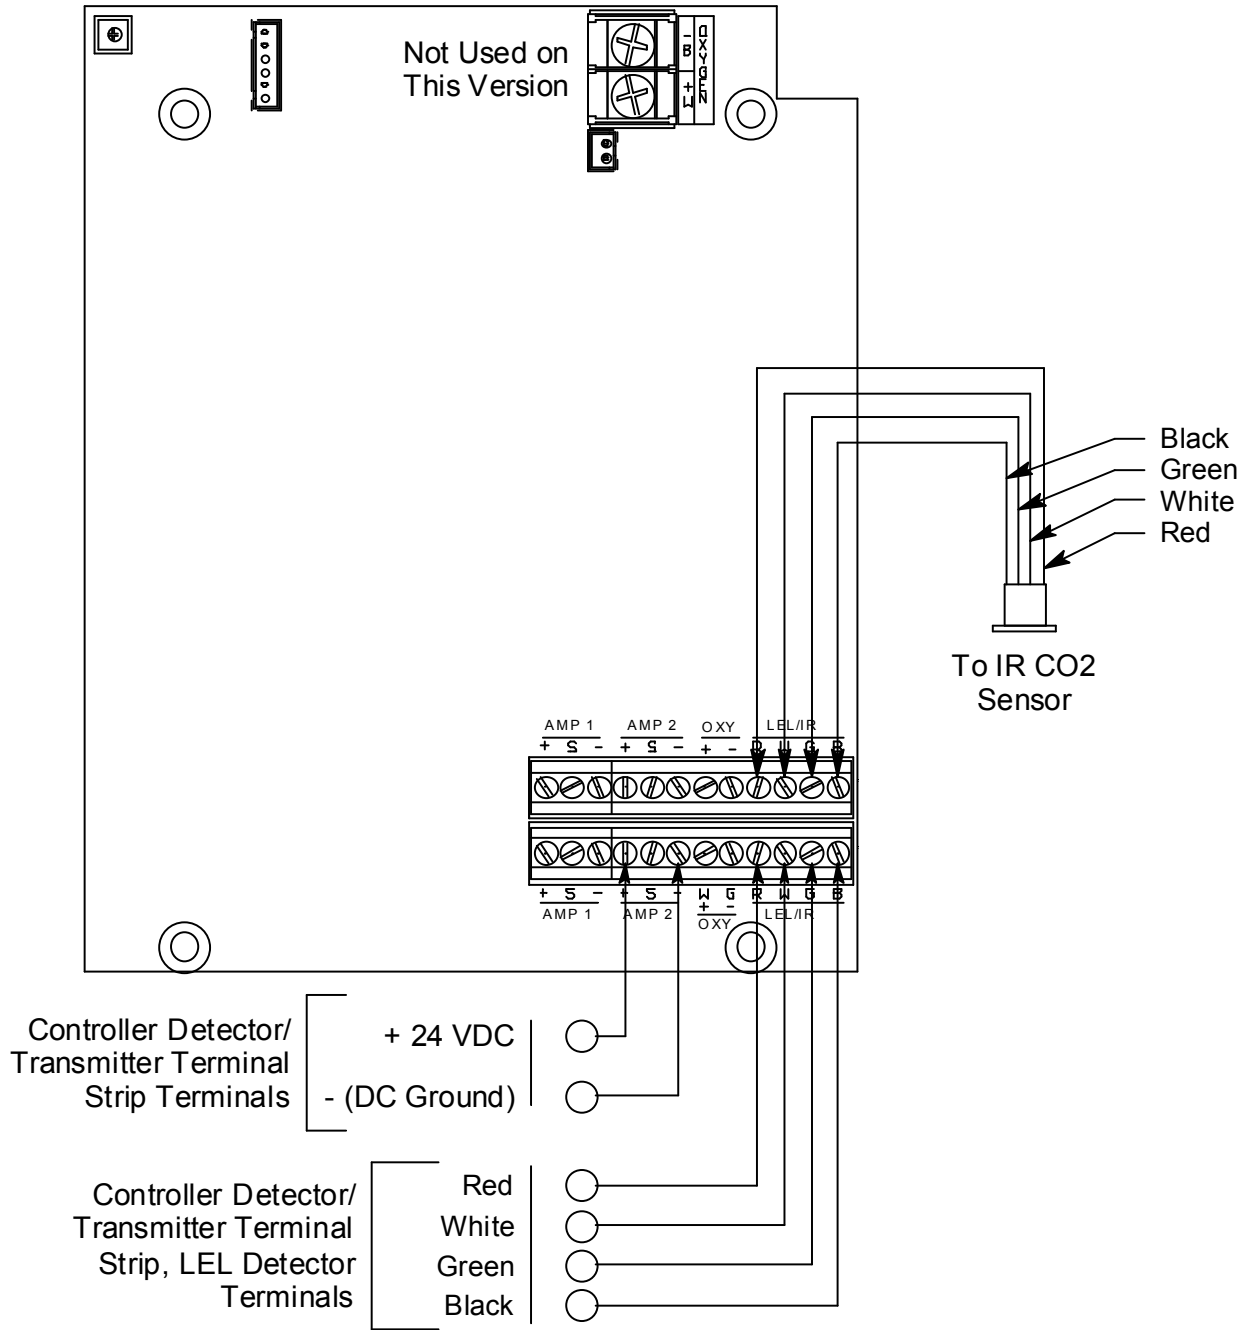 Not Used on
This Version
- B
+ W
OXYGEN
Black
Green
White
Red
To IR CO2
Sensor
AMP 1 AMP 2 OXY LEL/IR
+ S - + S - + - R W G B
+ S - + S - W G R W G B
+ -
AMP 1 AMP 2 OXY LEL/IR
Controller Detector/
Transmitter Terminal
Strip Terminals
+ 24 VDC
- (DC Ground)
Controller Detector/
Transmitter Terminal
Strip, LEL Detector
Terminals
Red
White
Green
Black